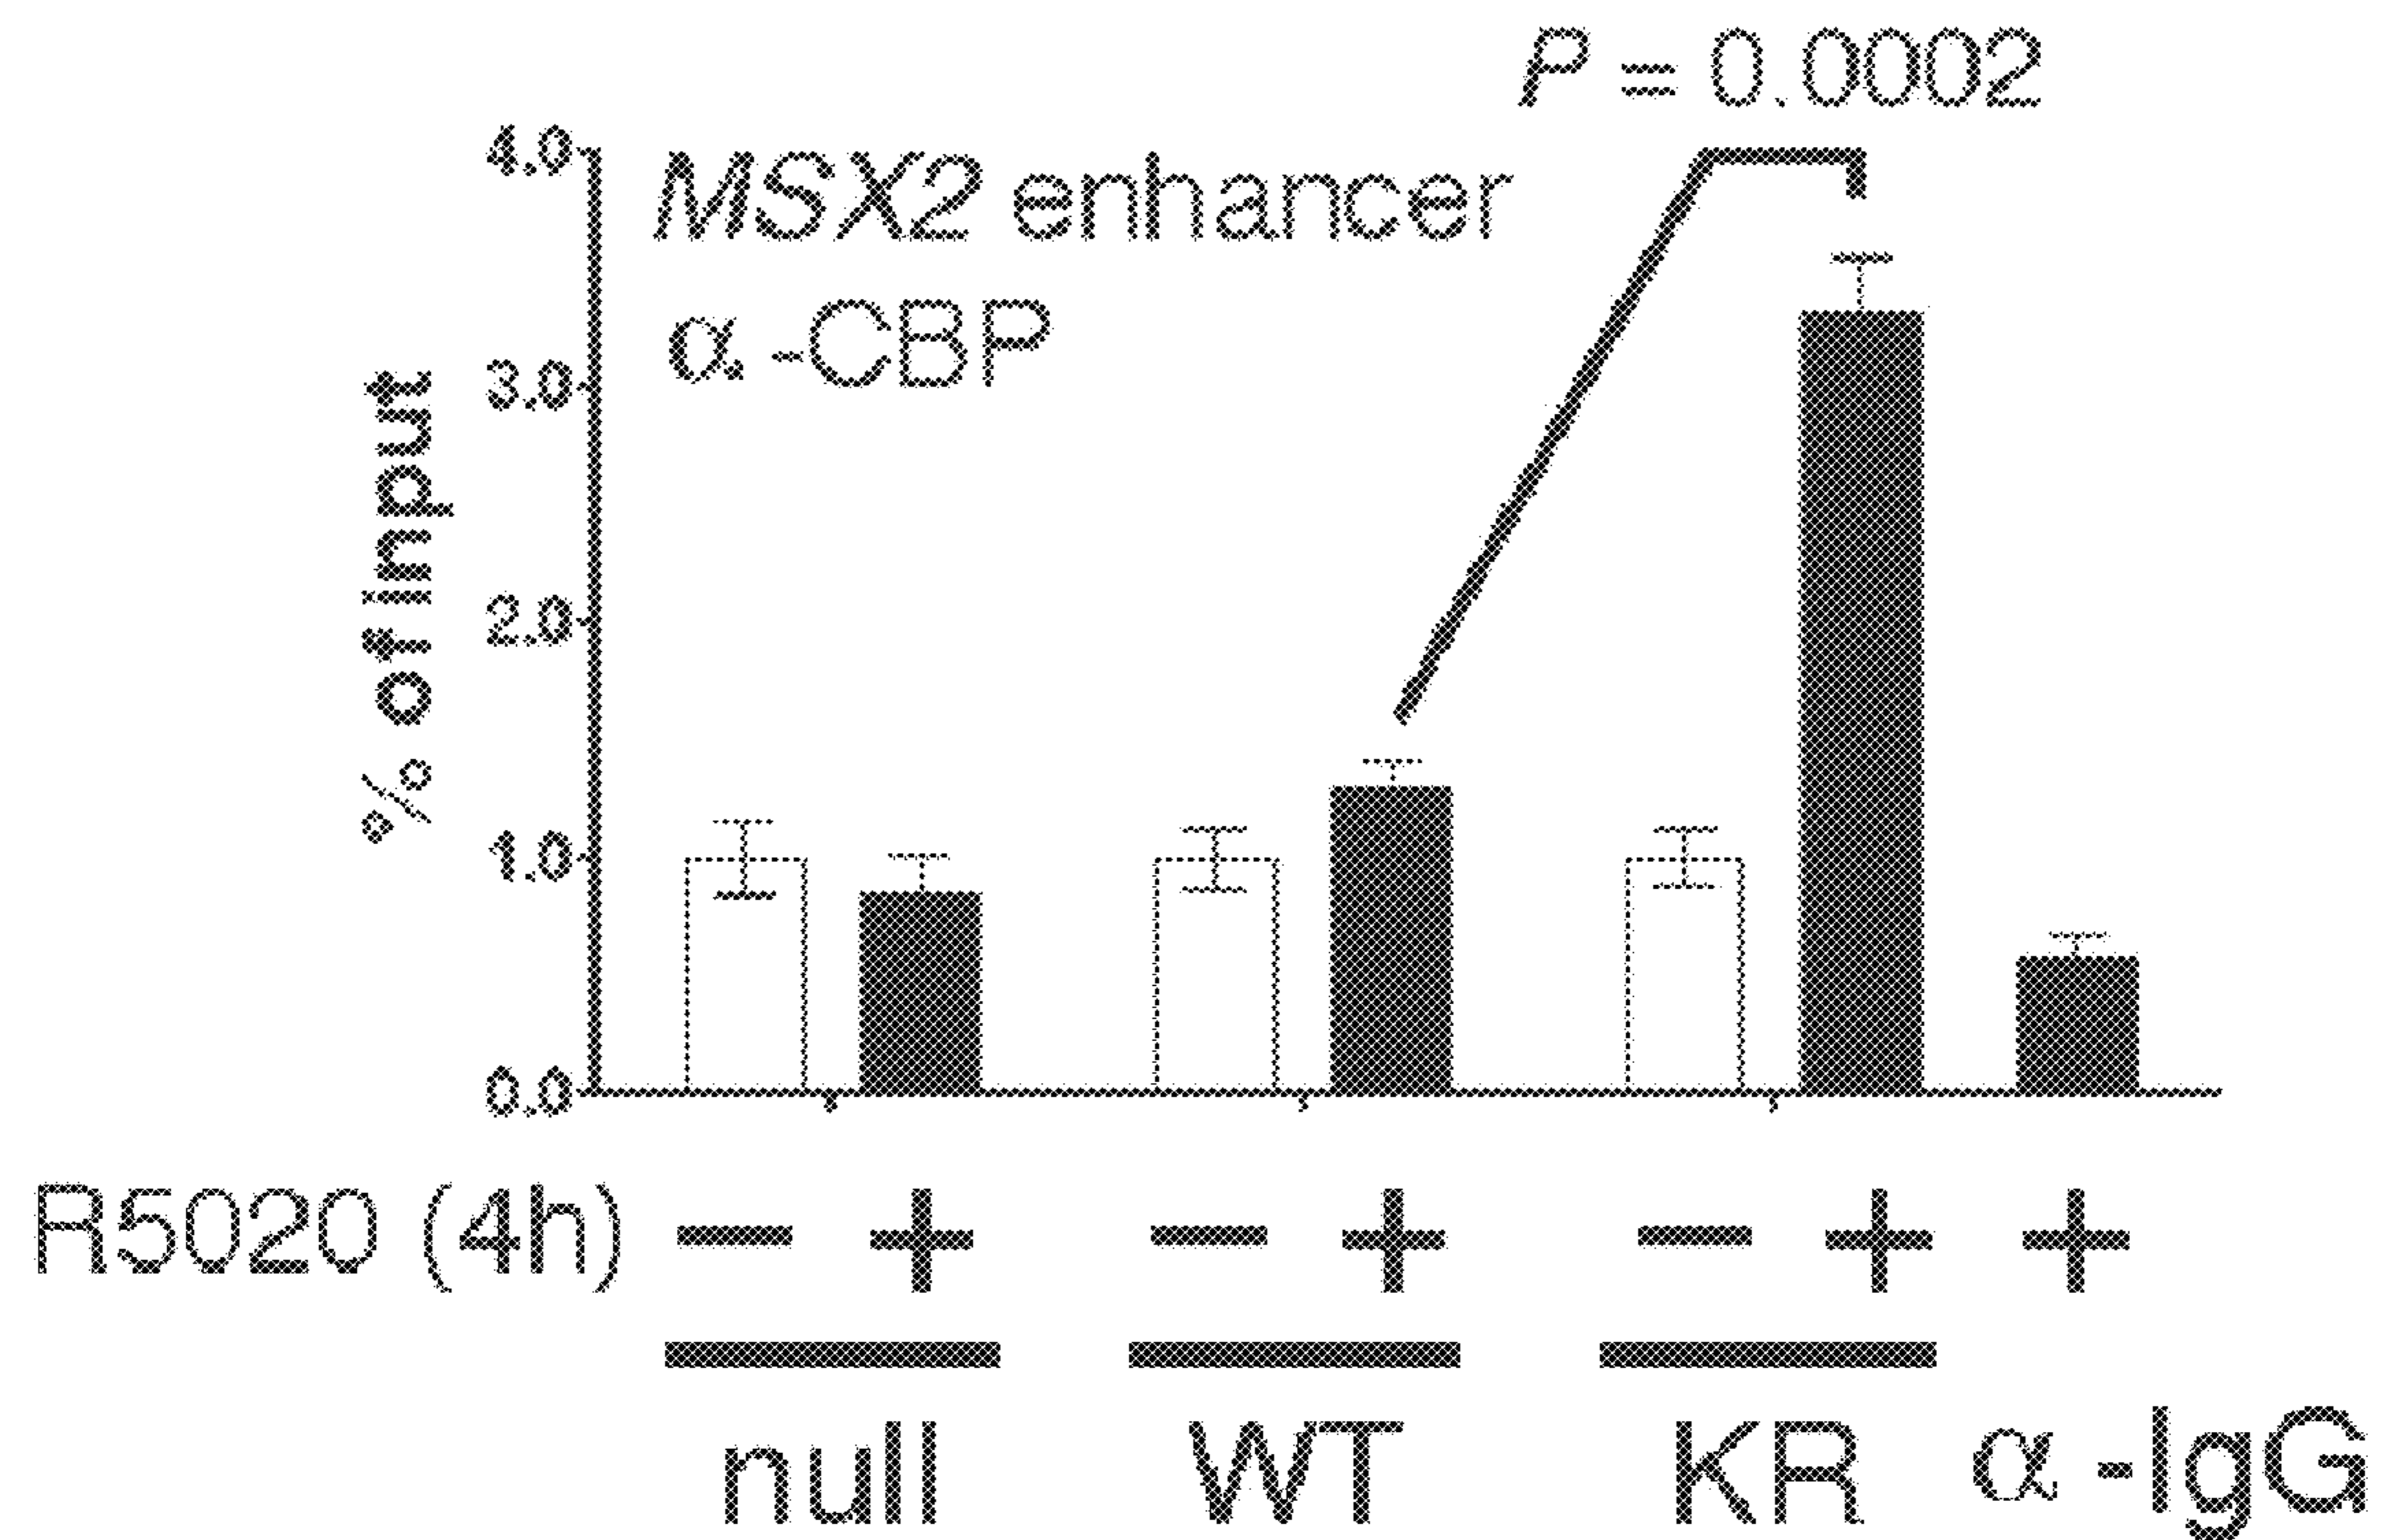 P = 0.0002
4.0
MSX2 enhancer
α -CBP
3.0
% of input
2.0
1.0
0.0
R5020 (4h) − + − + − + +
null WT KR α -IgG